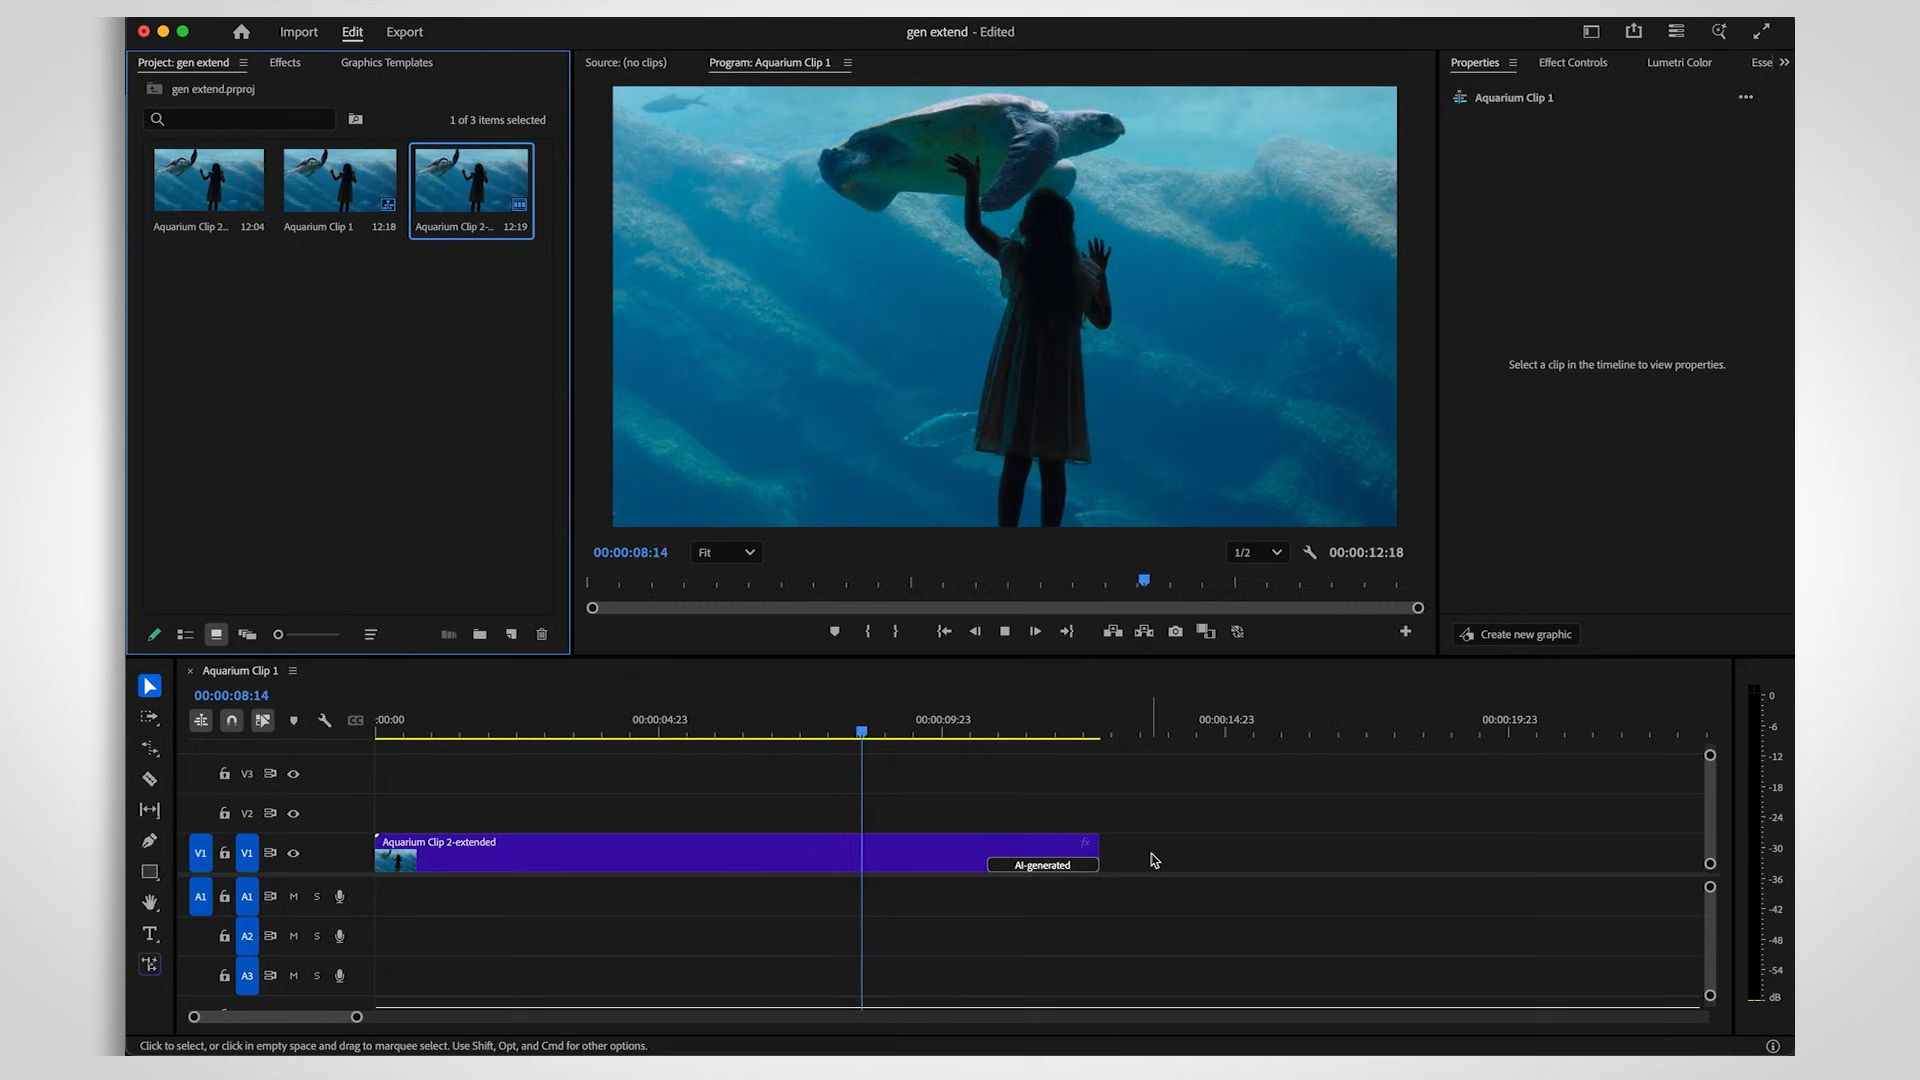 Import Edit Export
gen extend - Edited
Project: gen extend Effects Graphics Templates
gen extend.prproj
1 of 3 items selected
Aquarium Clip 2... 12:04
Aquarium Clip 1 12:18
Aquarium Clip 2-... 12:19
Source: (no clips) Program: Aquarium Clip 1
00:00:08:14 Fit 1/2 00:00:12:18
Properties Effect Controls Lumetri Color Esse
Aquarium Clip 1
Select a clip in the timeline to view properties.
Create new graphic
Aquarium Clip 1
00:00:08:14
CC
:00:00 00:00:04:23 00:00:09:23 00:00:14:23 00:00:19:23
V3
V2
V1 V1
Aquarium Clip 2-extended fx
AI-generated
A1 A1 M S
A2 M S
A3 M S
T
0
-6
-12
-18
-24
-30
-36
-42
-48
-54
dB
Click to select, or click in empty space and drag to marquee select. Use Shift, Opt, and Cmd for other options.